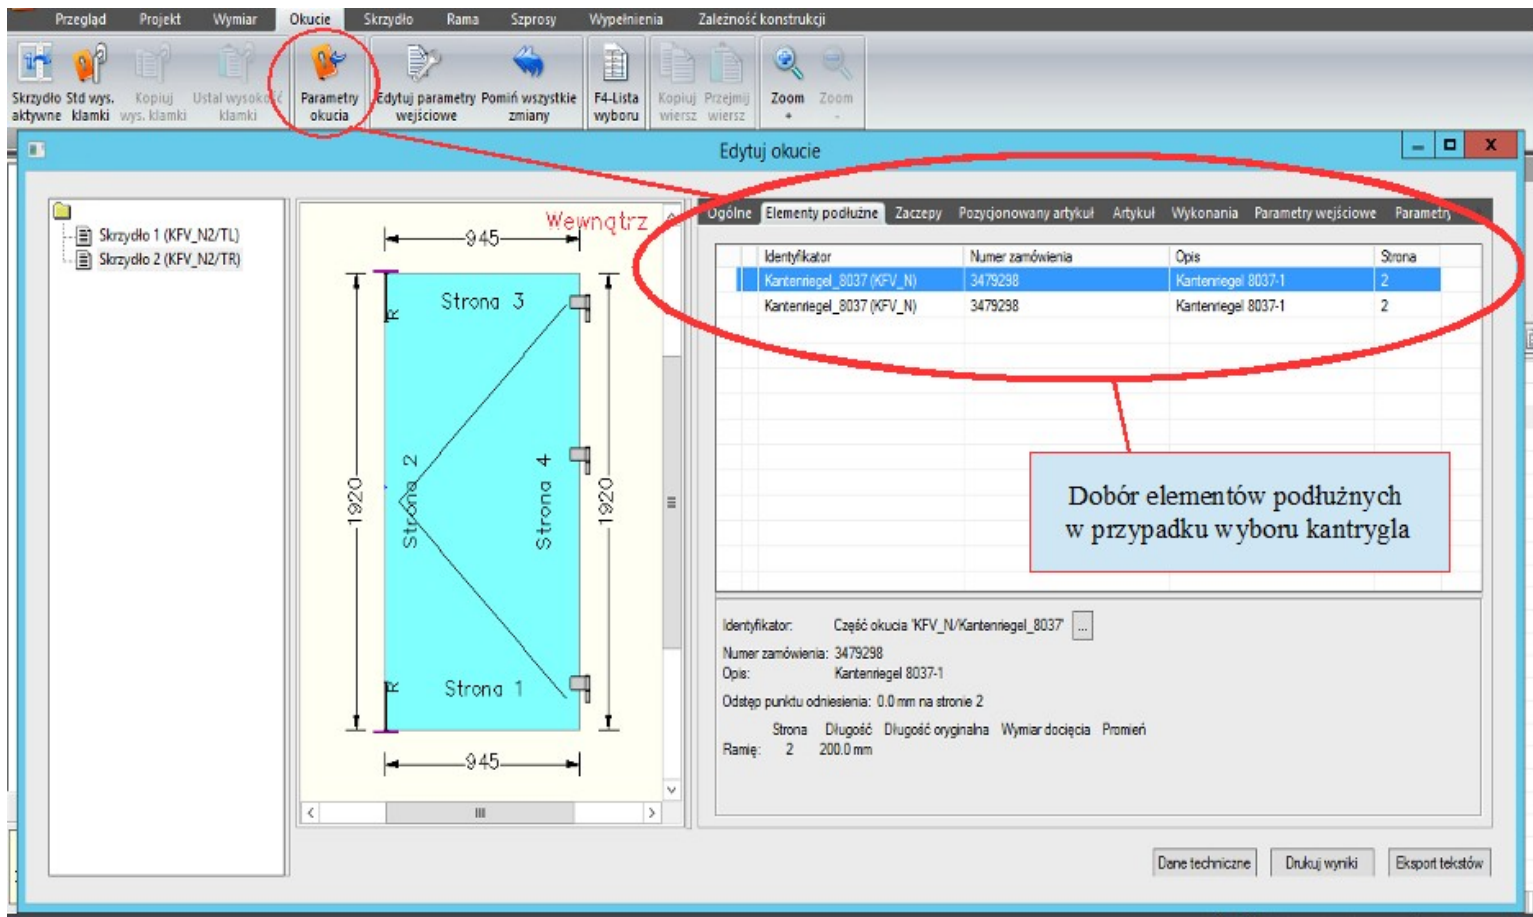 Przegląd Projekt Wymiar Okucie Skrzydło Rama Szprosy Wypełnienia Zależność konstrukcji
Skrzydło Std wys. Kopiuj Ustal wysokość Parametry Edytuj parametry Pomiń wszystkie F4-Lista Kopiuj Przejmij Zoom Zoom
aktywne klamki wys. klamki klamki okucia wejściowe zmiany wyboru wiersz wiersz + -
Edytuj okucie
Skrzydło 1 (KFV_N2/TL)
Skrzydło 2 (KFV_N2/TR)
Wewnątrz
945
Strona 3
R
1920
Strona 2
Strona 4
1920
R
Strona 1
945
Ogólne Elementy podłużne Zaczepy Pozycjonowany artykuł Artykuł Wykonania Parametry wejściowe Parametry
Identyfikator Numer zamówienia Opis Strona
Kantenriegel_8037 (KFV_N) 3479298 Kantenriegel 8037-1 2
Kantenriegel_8037 (KFV_N) 3479298 Kantenriegel 8037-1 2
Dobór elementów podłużnych
w przypadku wyboru kantrygla
Identyfikator: Część okucia 'KFV_N/Kantenriegel_8037' ...
Numer zamówienia: 3479298
Opis: Kantenriegel 8037-1
Odstęp punktu odniesienia: 0.0 mm na stronie 2
Strona Długość Długość oryginalna Wymiar docięcia Promień
Ramię: 2 200.0 mm
Dane techniczne Drukuj wyniki Eksport tekstów